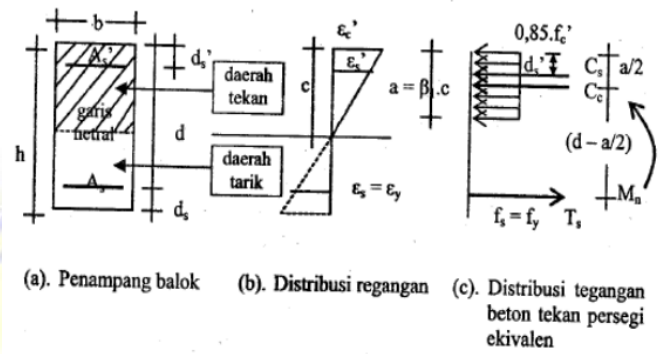 b
h
A_s'
d_s'
daerah
tekan
garis
netral
d
daerah
tarik
A_s
d_s
ε_c'
ε_s'
c
ε_s = ε_y
0,85.f_c'
d_s'
C_s
a/2
a = β_1.c
C_c
(d – a/2)
M_n
f_s = f_y
T_s
(a). Penampang balok
(b). Distribusi regangan
(c). Distribusi tegangan
beton tekan persegi
ekivalen